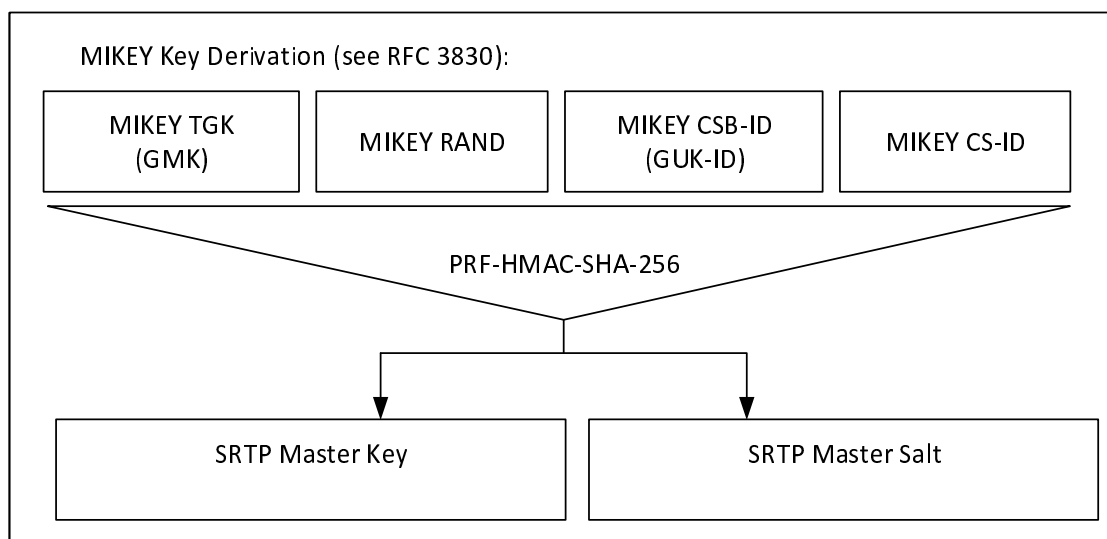 MIKEY Key Derivation (see RFC 3830):
MIKEY TGK
(GMK)
MIKEY RAND
MIKEY CSB-ID
(GUK-ID)
MIKEY CS-ID
PRF-HMAC-SHA-256
SRTP Master Key
SRTP Master Salt